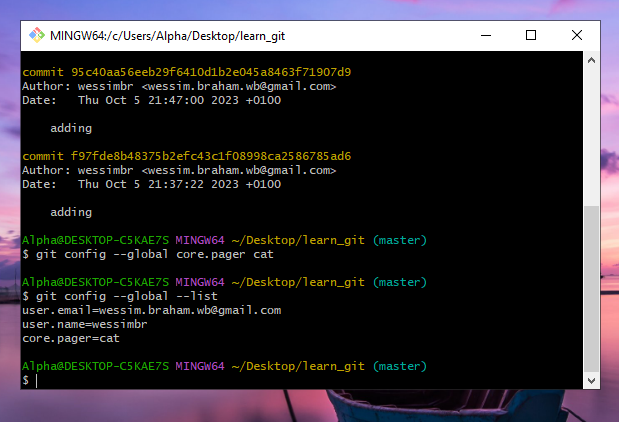 MINGW64:/c/Users/Alpha/Desktop/learn_git
commit 95c40aa56eeb29f6410d1b2e045a8463f71907d9
Author: wessimbr <wessim.braham.wb@gmail.com>
Date:   Thu Oct 5 21:47:00 2023 +0100
adding
commit f97fde8b48375b2efc43c1f08998ca2586785ad6
Author: wessimbr <wessim.braham.wb@gmail.com>
Date:   Thu Oct 5 21:37:22 2023 +0100
adding
Alpha@DESKTOP-C5KAE7S MINGW64 ~/Desktop/learn_git (master)
$ git config --global core.pager cat
Alpha@DESKTOP-C5KAE7S MINGW64 ~/Desktop/learn_git (master)
$ git config --global --list
user.email=wessim.braham.wb@gmail.com
user.name=wessimbr
core.pager=cat
Alpha@DESKTOP-C5KAE7S MINGW64 ~/Desktop/learn_git (master)
$